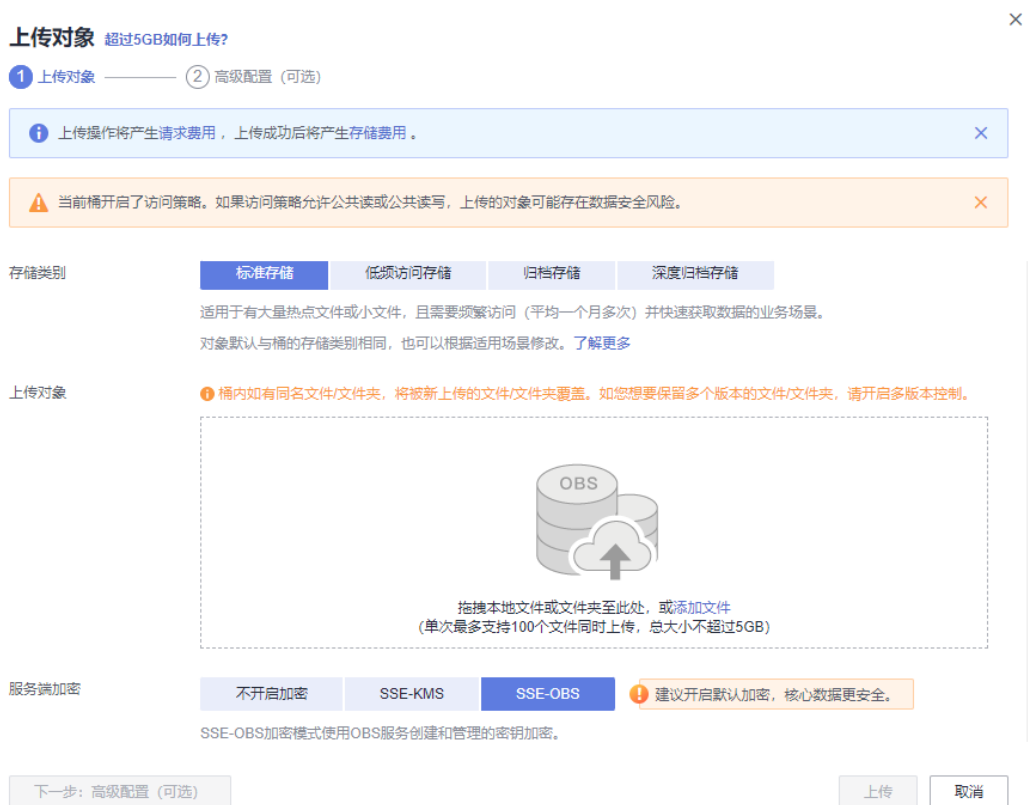 上传对象 超过5GB如何上传?
1 上传对象 2 高级配置（可选）
上传操作将产生请求费用，上传成功后将产生存储费用 。
当前桶开启了访问策略。如果访问策略允许公共读或公共读写，上传的对象可能存在数据安全风险。
存储类别 标准存储 低频访问存储 归档存储 深度归档存储
适用于有大量热点文件或小文件，且需要频繁访问（平均一个月多次）并快速获取数据的业务场景。
对象默认与桶的存储类别相同，也可以根据适用场景修改。了解更多
上传对象 桶内如有同名文件/文件夹，将被新上传的文件/文件夹覆盖。如您想要保留多个版本的文件/文件夹，请开启多版本控制。
OBS
拖拽本地文件或文件夹至此处，或添加文件
（单次最多支持100个文件同时上传，总大小不超过5GB）
服务端加密 不开启加密 SSE-KMS SSE-OBS 建议开启默认加密，核心数据更安全。
SSE-OBS加密模式使用OBS服务创建和管理的密钥加密。
下一步：高级配置（可选） 上传 取消